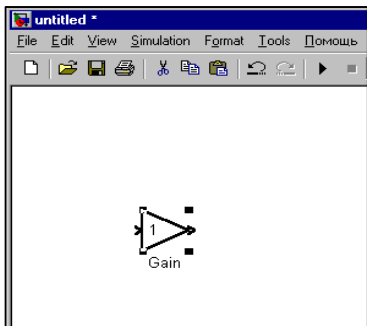 untitled *
File Edit View Simulation Format Tools Помощь
1
Gain